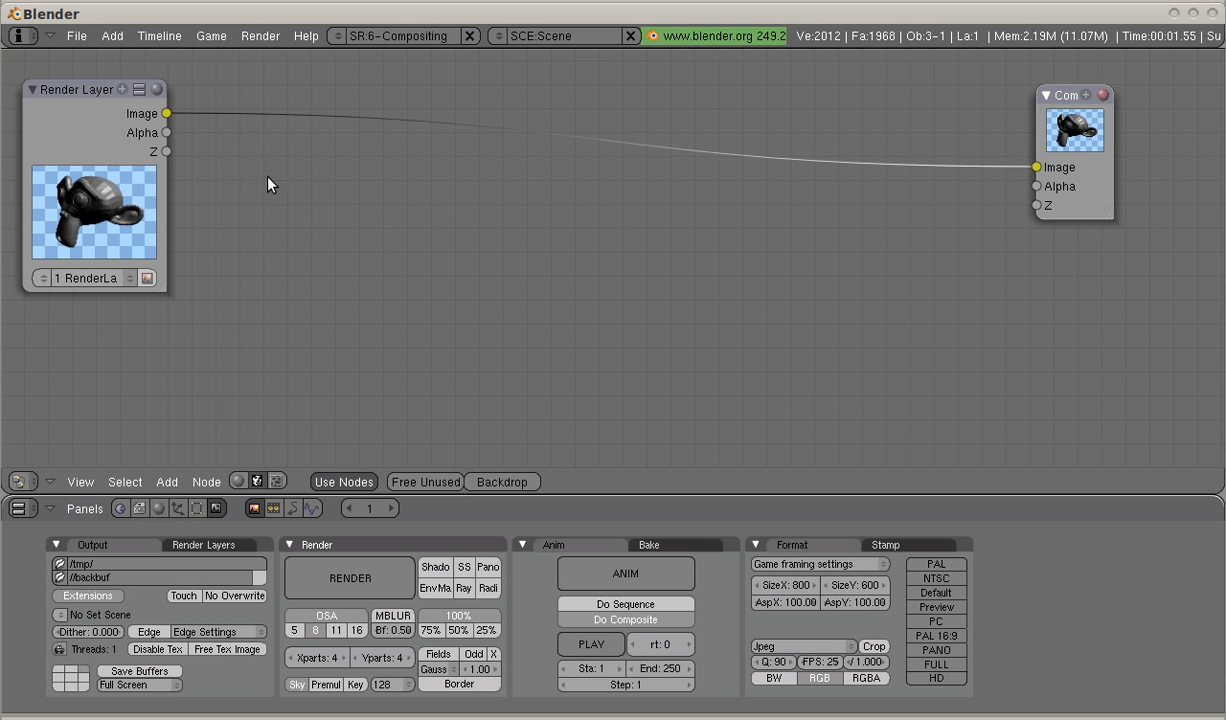 Blender
File Add Timeline Game Render Help SR:6-Compositing X SCE:Scene X www.blender.org 249.2 Ve:2012 | Fa:1968 | Ob:3-1 | La:1 | Mem:2.19M (11.07M) | Time:00:01.55 | Su
Render Layer
Image
Alpha
Z
1 RenderLa
Com
Image
Alpha
Z
View Select Add Node Use Nodes Free Unused Backdrop
Panels 1
Output Render Layers
/tmp/
//backbuf
Extensions Touch No Overwrite
No Set Scene
Dither: 0.000 Edge Edge Settings
Threads: 1 Disable Tex Free Tex Image
Save Buffers
Full Screen
Render
RENDER
Shado SS Pano
EnvMa Ray Radi
OSA MBLUR 100%
5 8 11 16 Bf: 0.50 75% 50% 25%
Xparts: 4 Yparts: 4 Fields Odd X
Gauss 1.00
Sky Premul Key 128 Border
Anim Bake
ANIM
Do Sequence
Do Composite
PLAY rt: 0
Sta: 1 End: 250
Step: 1
Format Stamp
Game framing settings
SizeX: 800 SizeY: 600
AspX: 100.00 AspY: 100.00
Jpeg Crop
Q: 90 FPS: 25 / 1.000
BW RGB RGBA
PAL
NTSC
Default
Preview
PC
PAL 16:9
PANO
FULL
HD